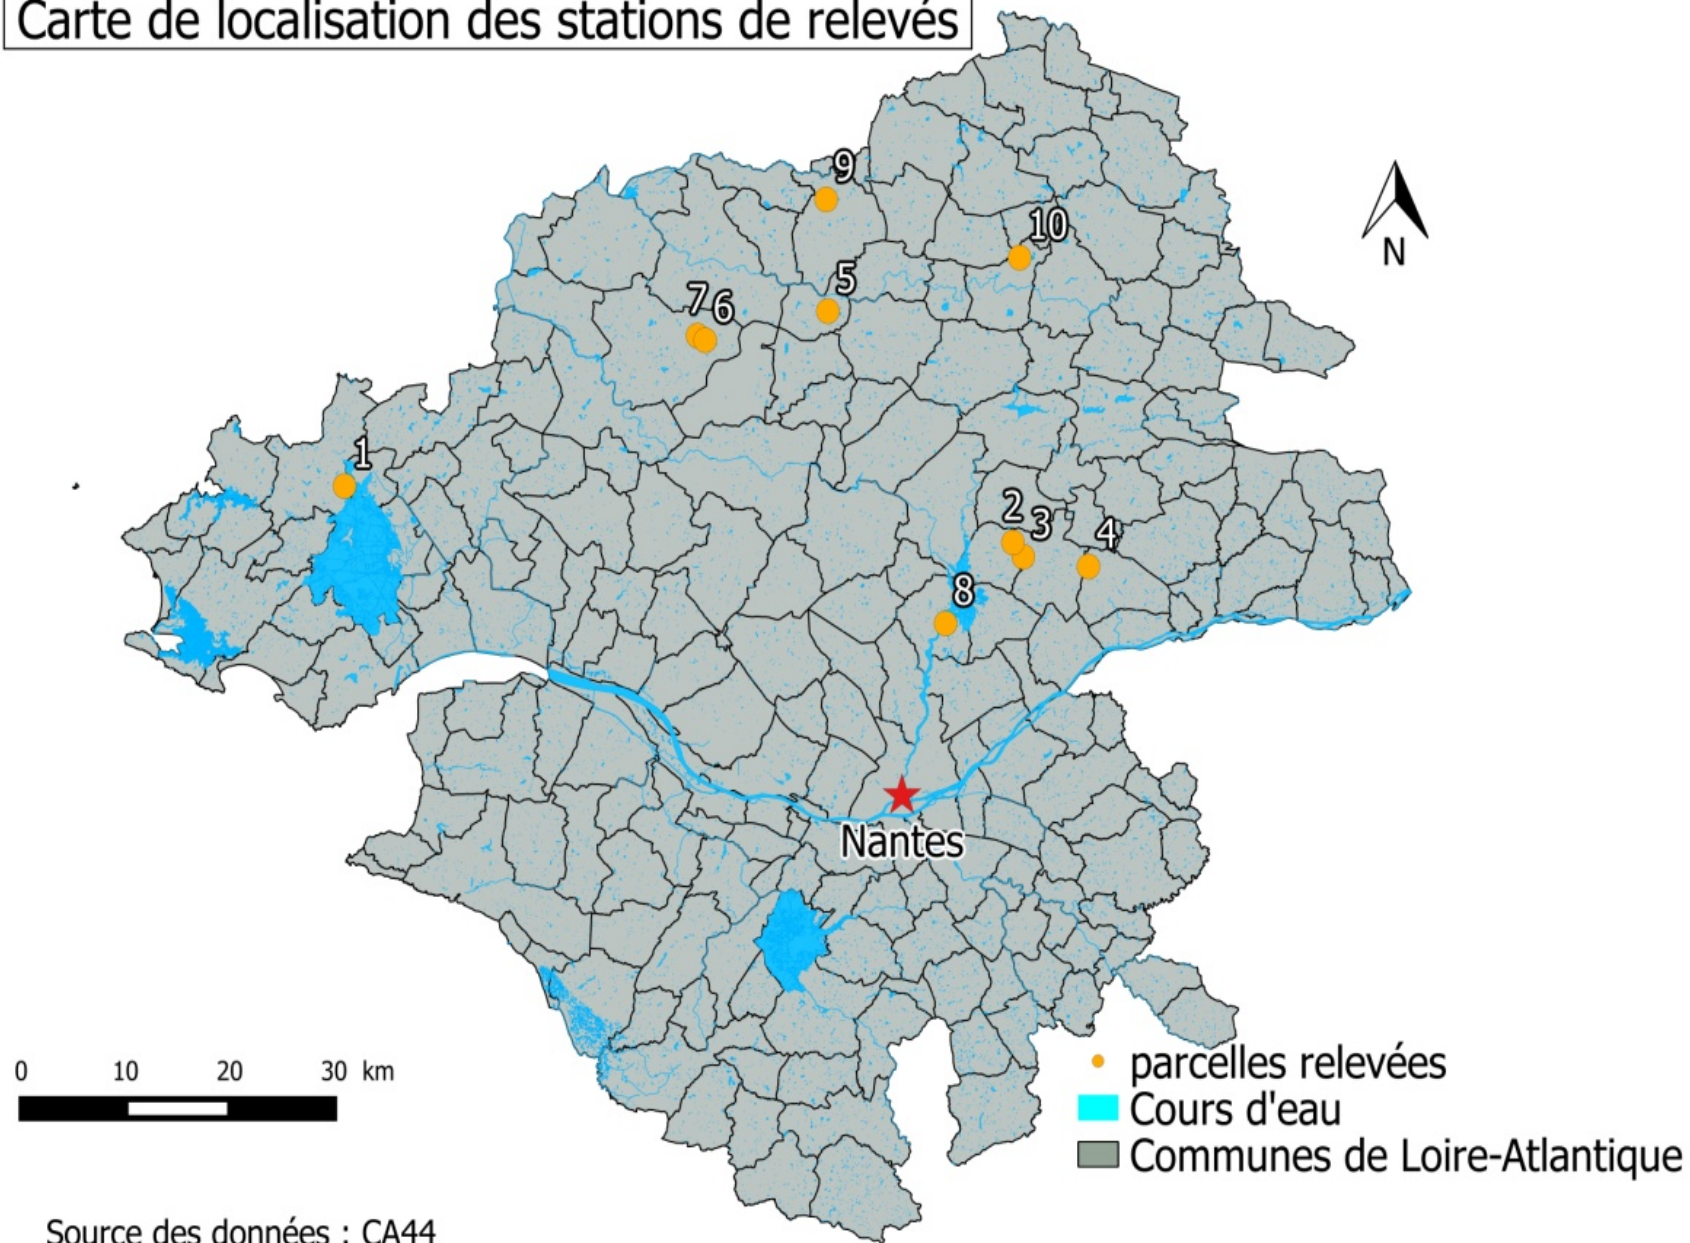 Carte de localisation des stations de relevés
9
10
5
7 6
1
2
3
4
8
N
Nantes
0 10 20 30 km
parcelles relevées
Cours d'eau
Communes de Loire-Atlantique
Source des données : CA44